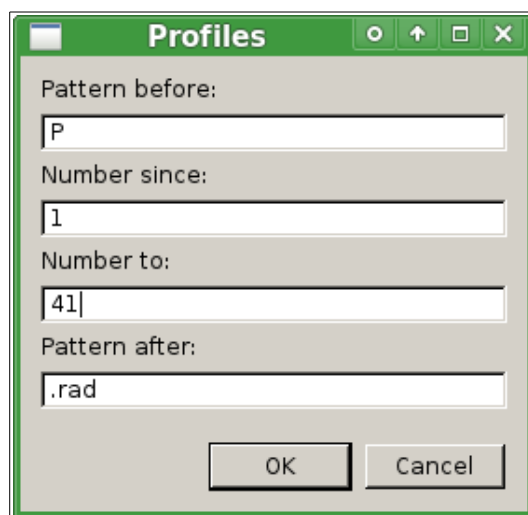 Profiles
Pattern before:
P
Number since:
1
Number to:
41
Pattern after:
.rad
OK Cancel